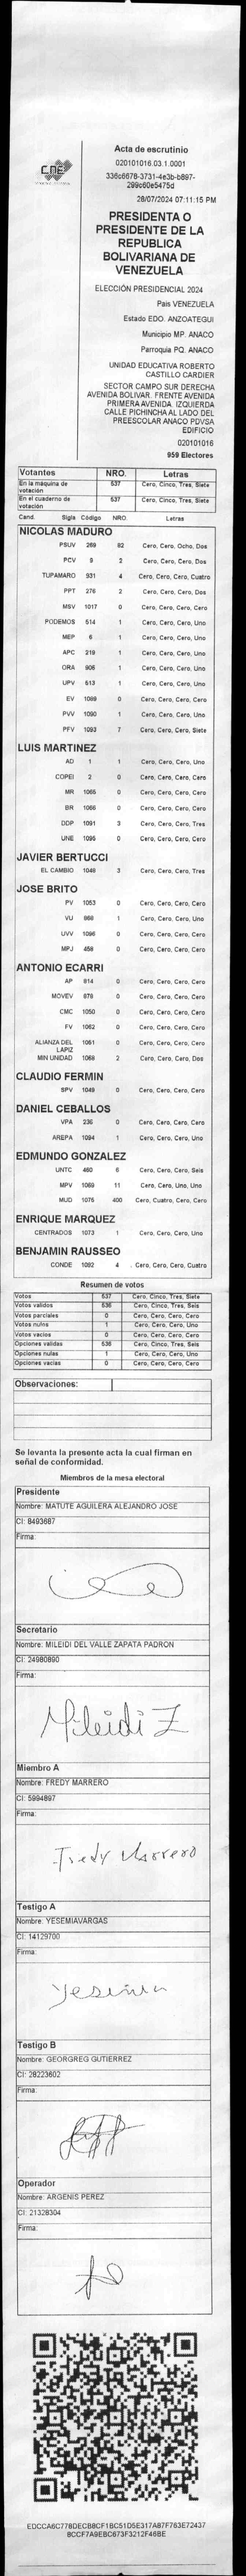 CNE
Acta de escrutinio
020101016.03.1.0001
28/07/2024 07:11:15 PM
PRESIDENTA O
PRESIDENTE DE LA
REPUBLICA
BOLIVARIANA DE
VENEZUELA
ELECCIÓN PRESIDENCIAL 2024
Pais VENEZUELA
Estado EDO. ANZOATEGUI
Municipio MP. ANACO
Parroquia PQ. ANACO
UNIDAD EDUCATIVA ROBERTO
CASTILLO CARDIER
SECTOR CAMPO SUR DERECHA
AVENIDA BOLIVAR. FRENTE AVENIDA
PRIMERA AVENIDA. IZQUIERDA
CALLE PICHINCHA AL LADO DEL
PREESCOLAR ANACO PDVSA
EDIFICIO
020101016
959 Electores
Votantes NRO. Letras
En la máquina de votación 537 Cero, Cinco, Tres, Siete
En el cuaderno de votación 537 Cero, Cinco, Tres, Siete
Cand. Sigla Código NRO. Letras
NICOLAS MADURO
PSUV 269 82 Cero, Cero, Ocho, Dos
PCV 9 2 Cero, Cero, Cero, Dos
TUPAMARO 931 4 Cero, Cero, Cero, Cuatro
PPT 276 2 Cero, Cero, Cero, Dos
MSV 1017 0 Cero, Cero, Cero, Cero
PODEMOS 514 1 Cero, Cero, Cero, Uno
MEP 6 1 Cero, Cero, Cero, Uno
APC 219 1 Cero, Cero, Cero, Uno
ORA 906 1 Cero, Cero, Cero, Uno
UPV 513 1 Cero, Cero, Cero, Uno
EV 1089 0 Cero, Cero, Cero, Cero
PVV 1090 1 Cero, Cero, Cero, Uno
PFV 1093 7 Cero, Cero, Cero, Siete
LUIS MARTINEZ
AD 1 1 Cero, Cero, Cero, Uno
COPEI 2 0 Cero, Cero, Cero, Cero
MR 1065 0 Cero, Cero, Cero, Cero
BR 1066 0 Cero, Cero, Cero, Cero
DDP 1091 3 Cero, Cero, Cero, Tres
UNE 1095 0 Cero, Cero, Cero, Cero
JAVIER BERTUCCI
EL CAMBIO 1048 3 Cero, Cero, Cero, Tres
JOSE BRITO
PV 1053 0 Cero, Cero, Cero, Cero
VU 868 1 Cero, Cero, Cero, Uno
UVV 1096 0 Cero, Cero, Cero, Cero
MPJ 458 0 Cero, Cero, Cero, Cero
ANTONIO ECARRI
AP 814 0 Cero, Cero, Cero, Cero
MOVEV 876 0 Cero, Cero, Cero, Cero
CMC 1050 0 Cero, Cero, Cero, Cero
FV 1062 0 Cero, Cero, Cero, Cero
ALIANZA DEL LAPIZ 1061 0 Cero, Cero, Cero, Cero
MIN UNIDAD 1068 2 Cero, Cero, Cero, Dos
CLAUDIO FERMIN
SPV 1049 0 Cero, Cero, Cero, Cero
DANIEL CEBALLOS
VPA 236 0 Cero, Cero, Cero, Cero
AREPA 1094 1 Cero, Cero, Cero, Uno
EDMUNDO GONZALEZ
UNTC 460 6 Cero, Cero, Cero, Seis
MPV 1069 11 Cero, Cero, Uno, Uno
MUD 1075 400 Cero, Cuatro, Cero, Cero
ENRIQUE MARQUEZ
CENTRADOS 1073 1 Cero, Cero, Cero, Uno
BENJAMIN RAUSSEO
CONDE 1092 4 Cero, Cero, Cero, Cuatro
Resumen de votos
Votos 537 Cero, Cinco, Tres, Siete
Votos validos 536 Cero, Cinco, Tres, Seis
Votos parciales 0 Cero, Cero, Cero, Cero
Votos nulos 1 Cero, Cero, Cero, Uno
Votos vacios 0 Cero, Cero, Cero, Cero
Opciones validas 536 Cero, Cinco, Tres, Seis
Opciones nulas 1 Cero, Cero, Cero, Uno
Opciones vacias 0 Cero, Cero, Cero, Cero
Observaciones:
Se levanta la presente acta la cual firman en
señal de conformidad.
Miembros de la mesa electoral
Presidente
Nombre: MATUTE AGUILERA ALEJANDRO JOSE
CI: 8493687
Firma:
Secretario
Nombre: MILEIDI DEL VALLE ZAPATA PADRON
CI: 24980890
Firma:
Mileidi Z
Miembro A
Nombre: FREDY MARRERO
CI: 5994897
Firma:
Fredy Marrero
Testigo A
Nombre: YESEMIAVARGAS
CI: 14129700
Firma:
Testigo B
Nombre: GEORGREG GUTIERREZ
CI: 28223602
Firma:
Operador
Nombre: ARGENIS PEREZ
CI: 21328304
Firma: